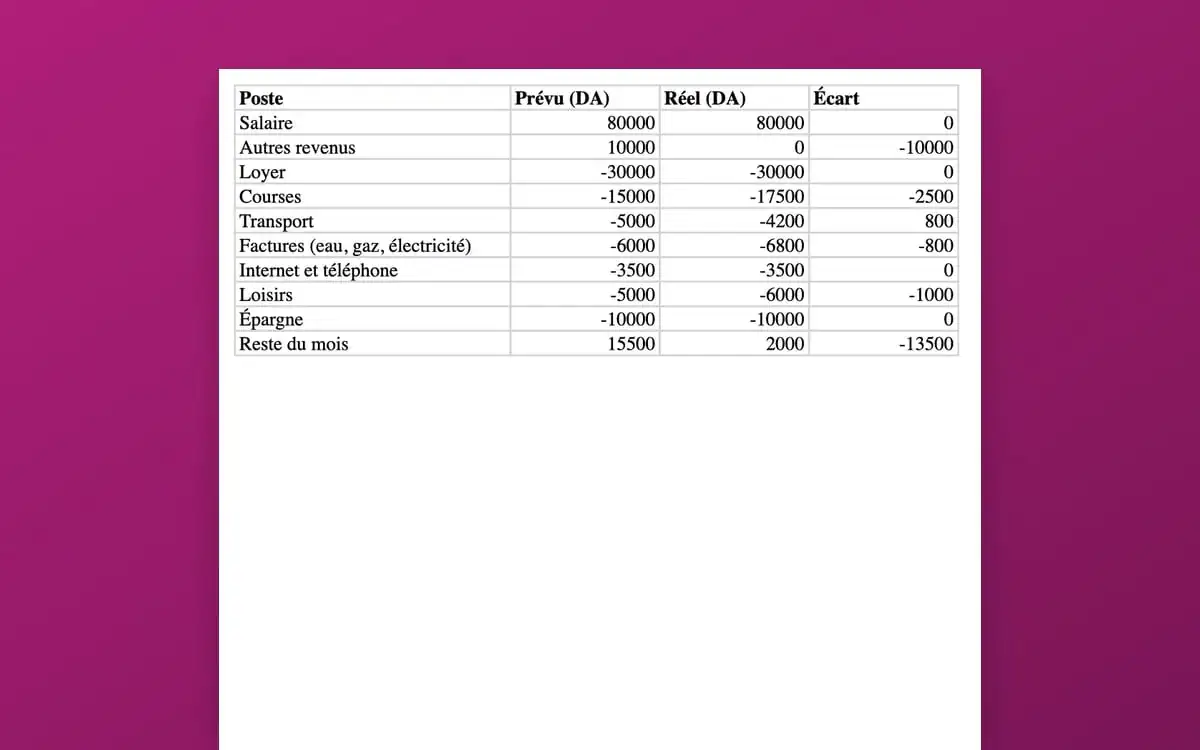 Poste Prévu (DA) Réel (DA) Écart
Salaire 80000 80000 0
Autres revenus 10000 0 -10000
Loyer -30000 -30000 0
Courses -15000 -17500 -2500
Transport -5000 -4200 800
Factures (eau, gaz, électricité) -6000 -6800 -800
Internet et téléphone -3500 -3500 0
Loisirs -5000 -6000 -1000
Épargne -10000 -10000 0
Reste du mois 15500 2000 -13500